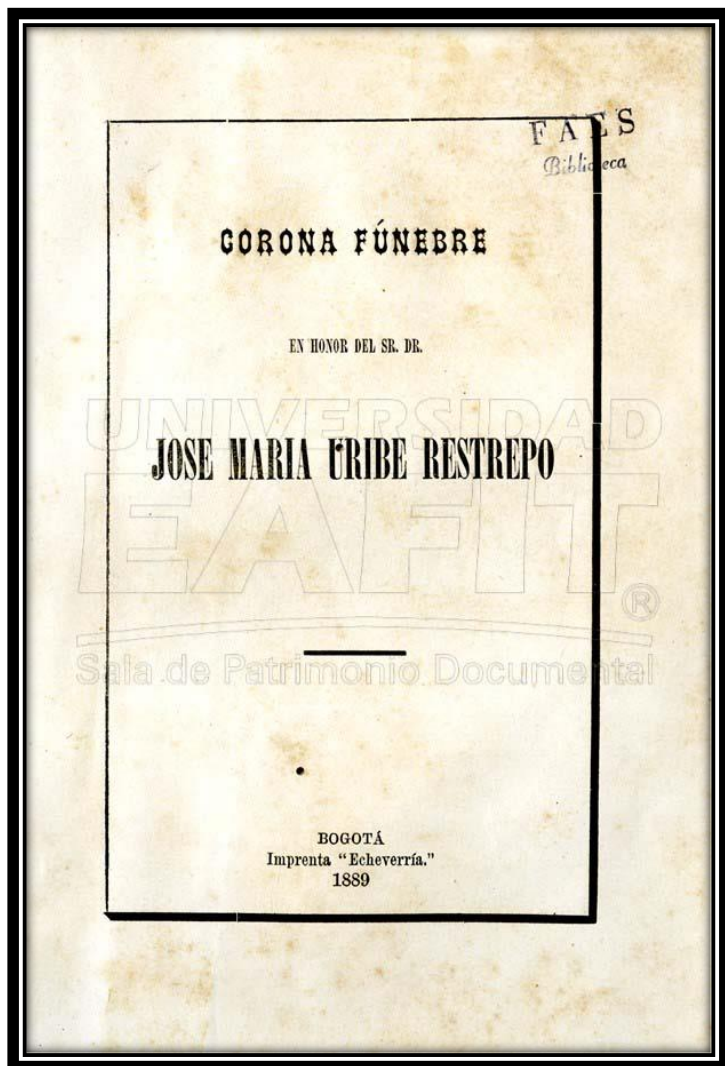 FAES
Biblioteca
CORONA FÚNEBRE
EN HONOR DEL SR. DR.
JOSE MARIA URIBE RESTREPO
UNIVERSIDAD
EAFIT®
Sala de Patrimonio Documental
BOGOTÁ
Imprenta “Echeverría.”
1889